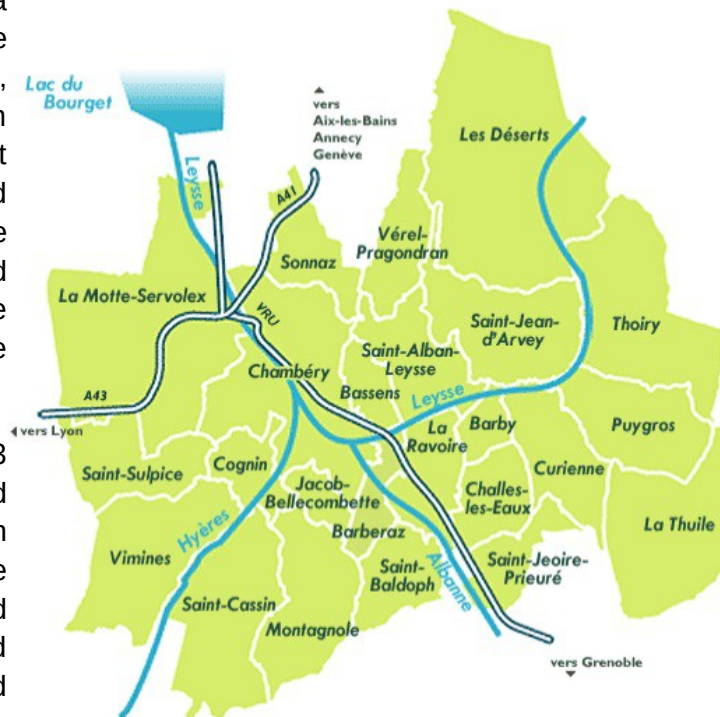 Lac du
Bourget
vers
Aix-les-Bains
Annecy
Genève
Les Déserts
Leysse
A41
Vérel-
Pragondran
Sonnaz
La Motte-Servolex
VRU
Saint-Jean-
d'Arvey
Thoiry
Saint-Alban-
Leysse
Chambéry
Bassens
Leysse
A43
vers Lyon
La
Ravoire
Barby
Puygros
Saint-Sulpice
Cognin
Curienne
Jacob-
Bellecombette
Challes-
les-Eaux
La Thuile
Hyères
Barberaz
Vimines
Saint-
Baldoph
Albanne
Saint-Jeoire-
Prieuré
Saint-Cassin
Montagnole
vers Grenoble